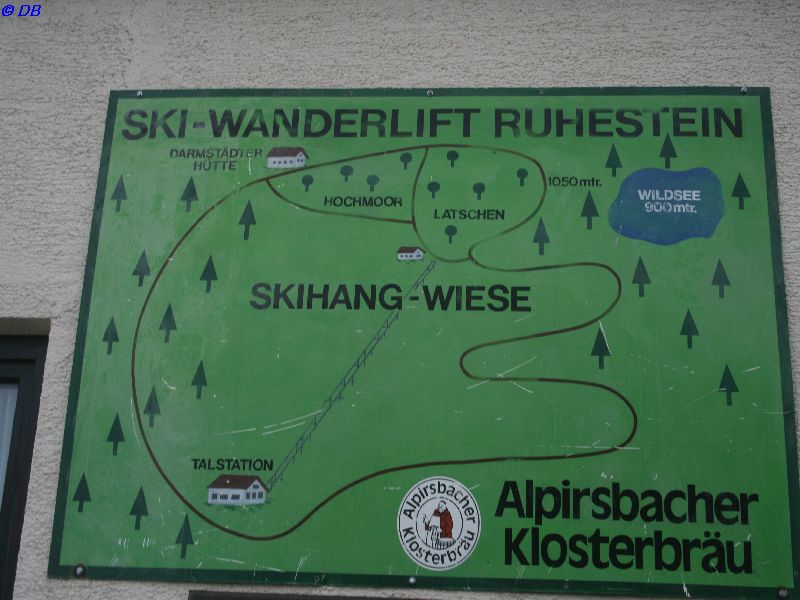 © DB
SKI-WANDERLIFT RUHESTEIN
DARMSTÄDTER
HÜTTE
1050 mtr.
WILDSEE
900 mtr.
HOCHMOOR
LATSCHEN
SKIHANG-WIESE
TALSTATION
Alpirsbacher
Klosterbräu
Alpirsbacher
Klosterbräu